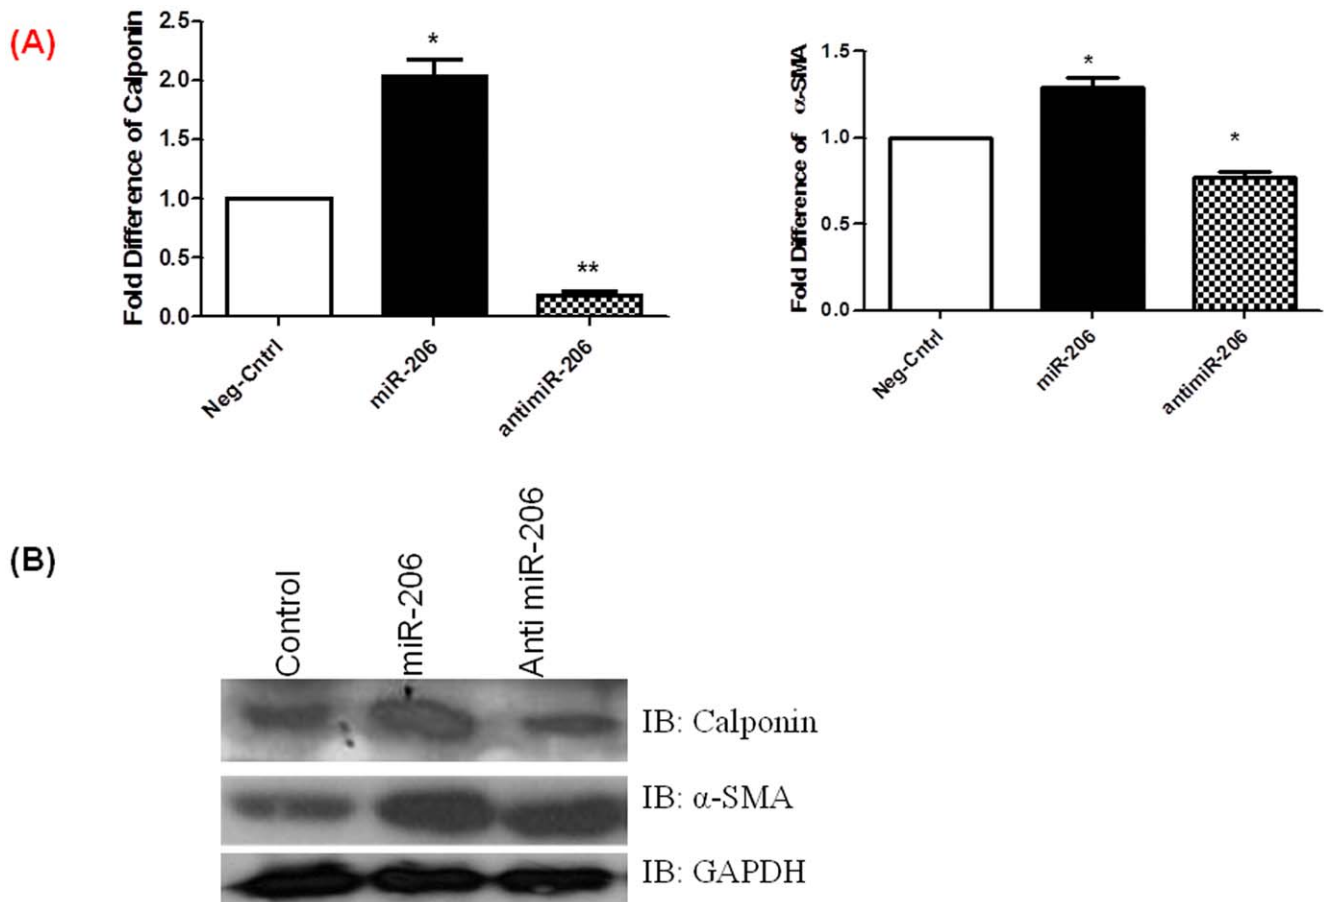 (A)
Fold Difference of Calponin
2.5
2.0
1.5
1.0
0.5
0.0
*
**
Neg-Cntrl
miR-206
antimiR-206
Fold Difference of α-SMA
1.5
1.0
0.5
0.0
*
*
Neg-Cntrl
miR-206
antimiR-206
(B)
Control
miR-206
Anti miR-206
IB: Calponin
IB: α-SMA
IB: GAPDH